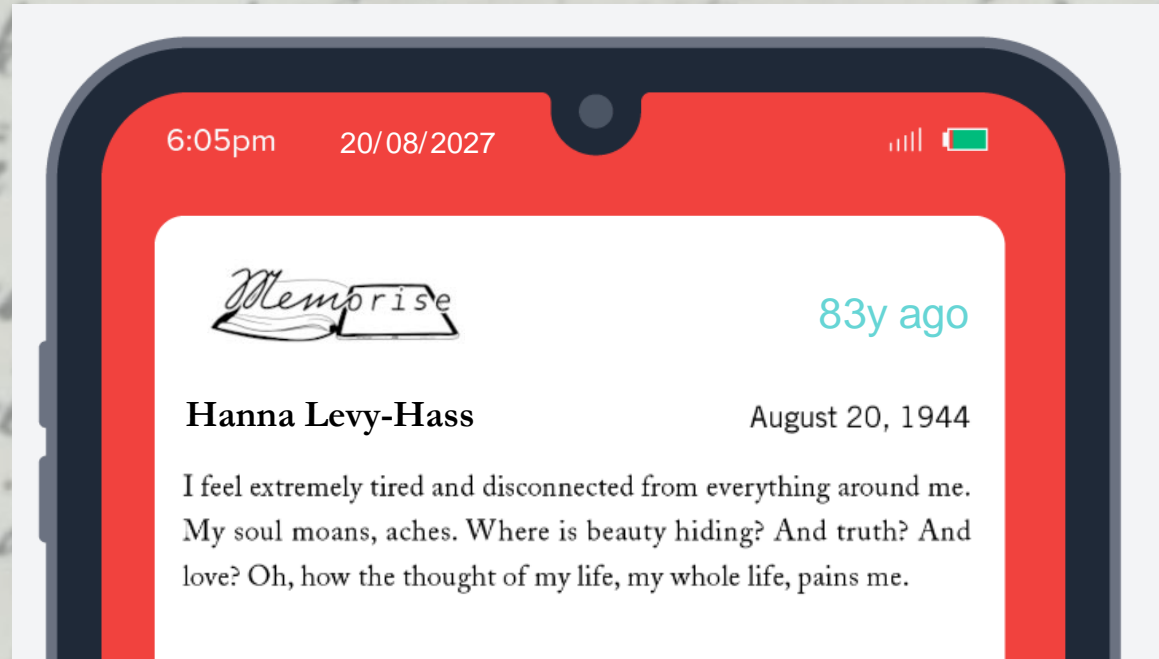 6:05pm 20/08/2027
Memorise
83y ago
Hanna Levy-Hass August 20, 1944
I feel extremely tired and disconnected from everything around me.
My soul moans, aches. Where is beauty hiding? And truth? And
love? Oh, how the thought of my life, my whole life, pains me.